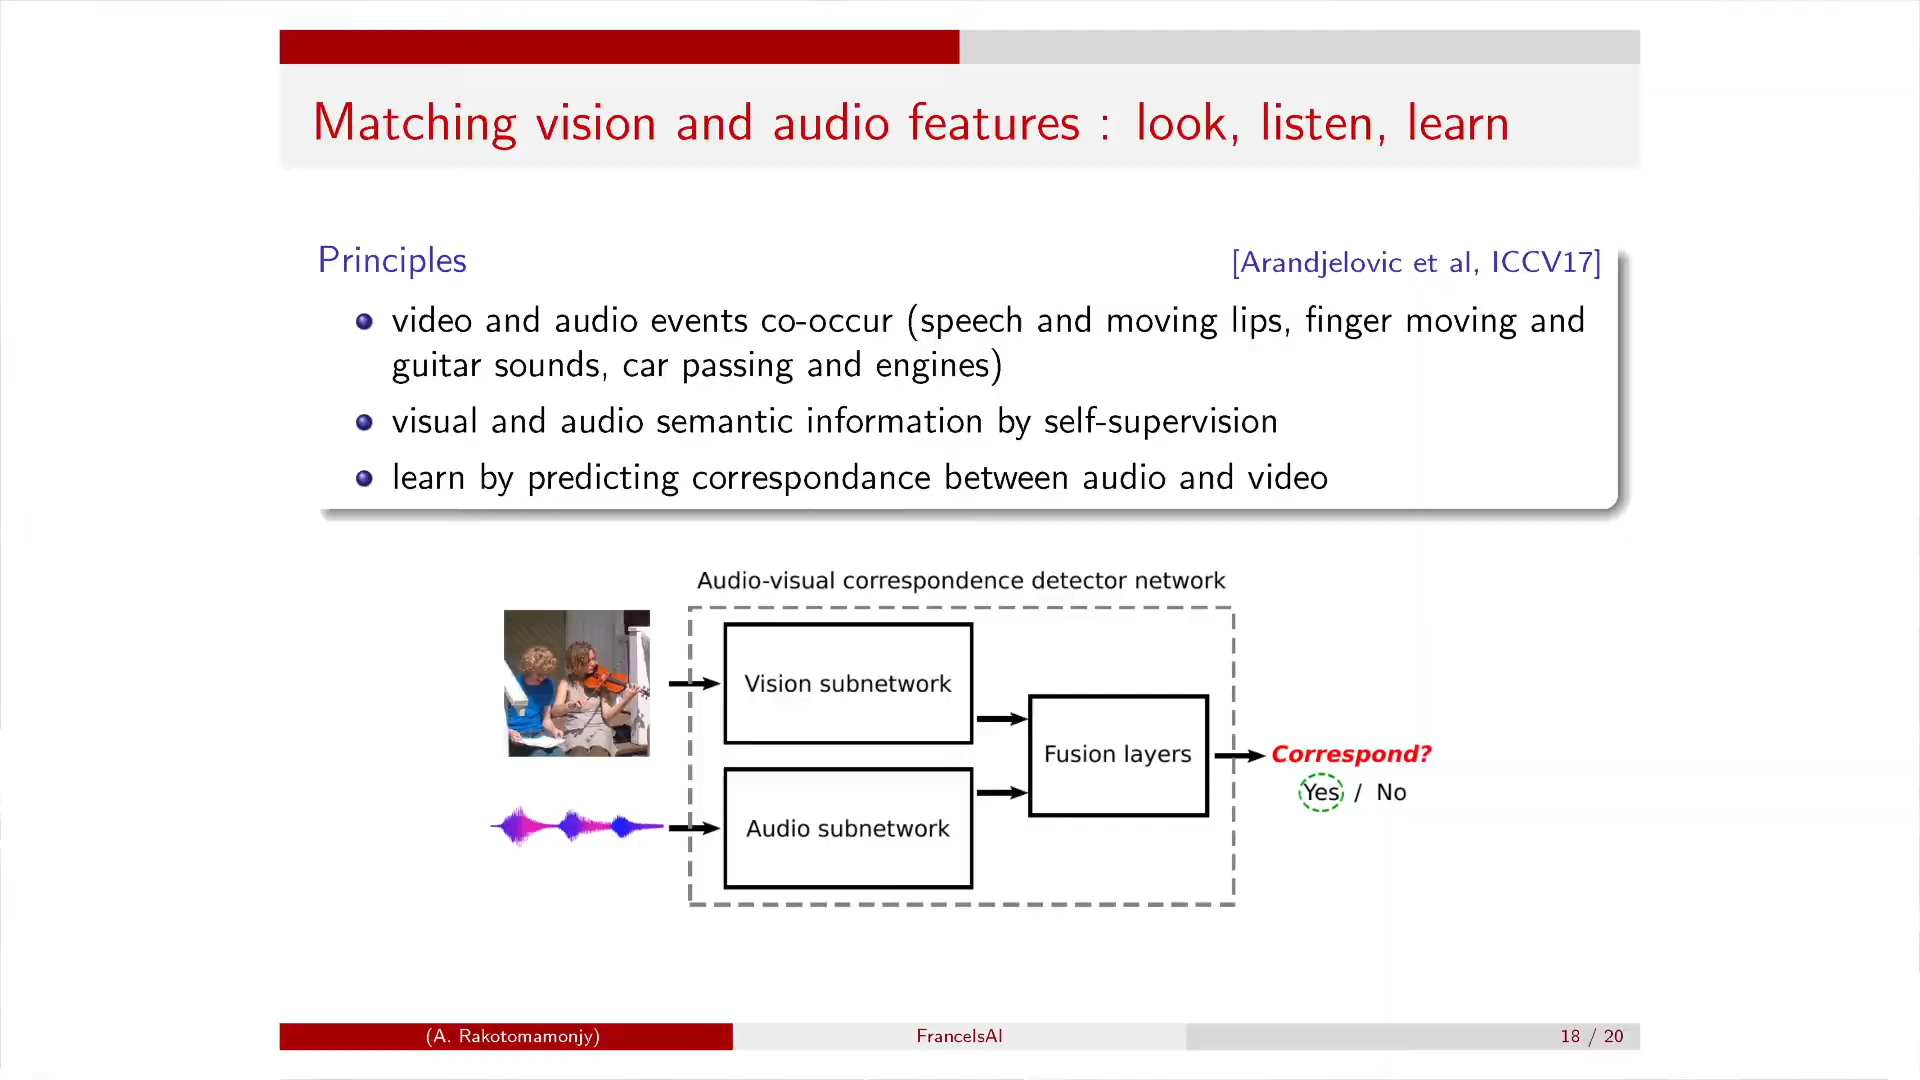 Matching vision and audio features : look, listen, learn
Principles
[Arandjelovic et al, ICCV17]
video and audio events co-occur (speech and moving lips, finger moving and
guitar sounds, car passing and engines)
visual and audio semantic information by self-supervision
learn by predicting correspondance between audio and video
Audio-visual correspondence detector network
Vision subnetwork
Audio subnetwork
Fusion layers
Correspond?
Yes / No
(A. Rakotomamonjy)
FranceIsAI
18 / 20